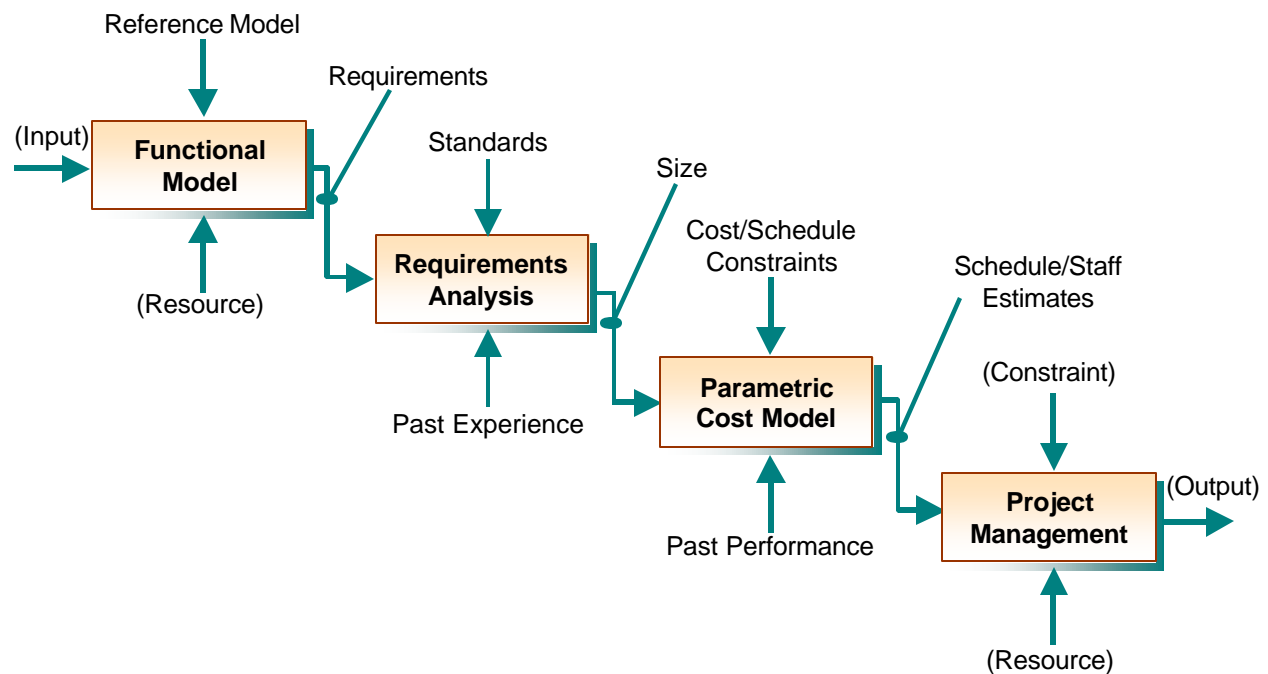 Reference Model
Requirements
(Input)
Functional
Model
Standards
Size
(Resource)
Cost/Schedule
Constraints
Requirements
Analysis
Schedule/Staff
Estimates
Past Experience
Parametric
Cost Model
(Constraint)
Past Performance
Project
Management
(Output)
(Resource)